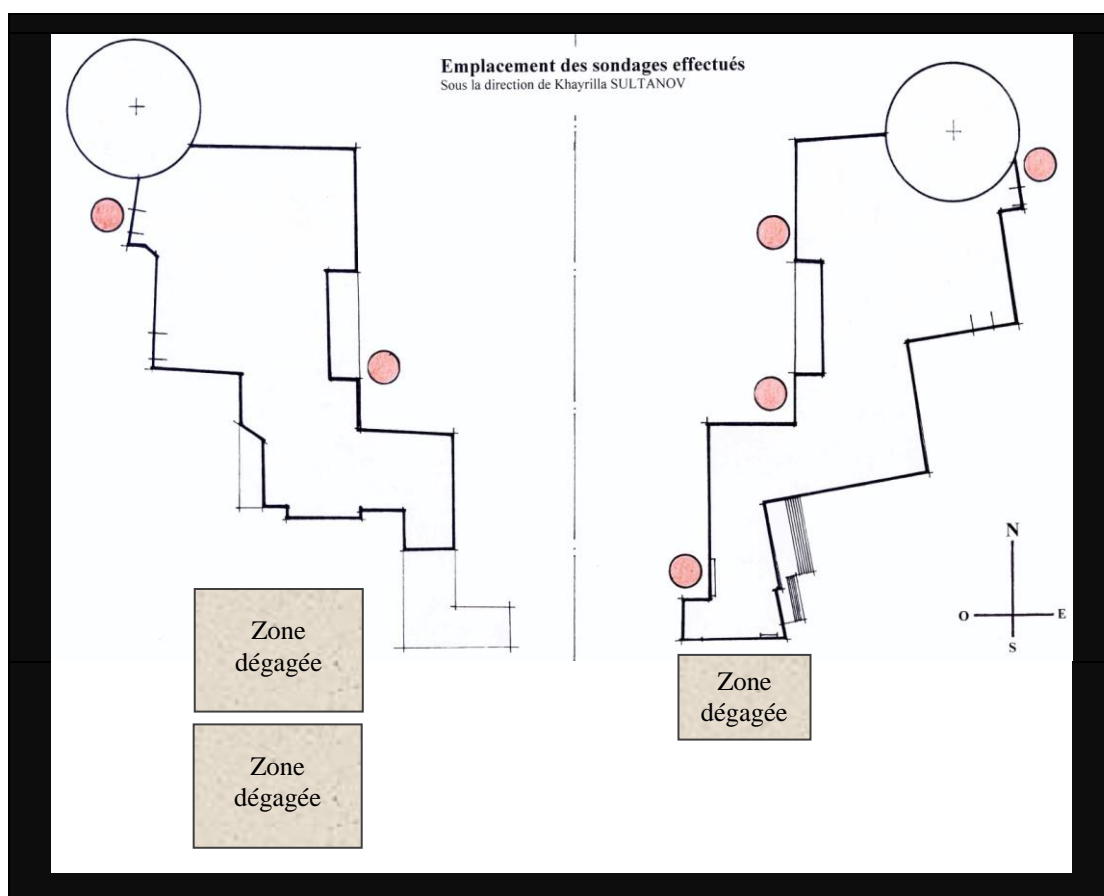 Emplacement des sondages effectués
Sous la direction de Khayrilla SULTANOV
N
O
E
S
Zone
dégagée
Zone
dégagée
Zone
dégagée